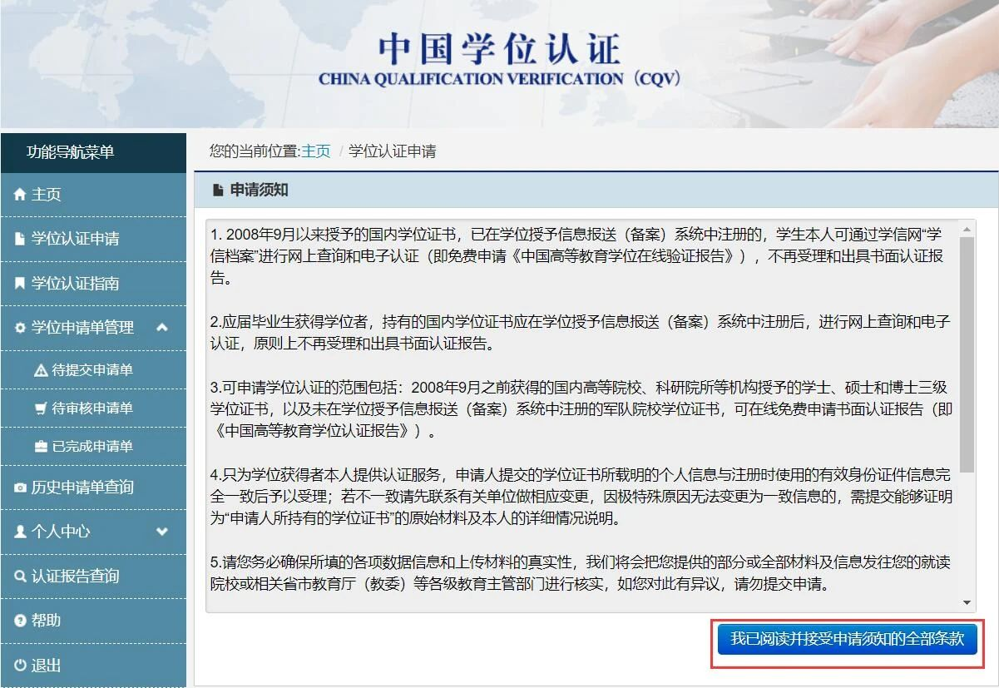 中国学位认证
CHINA QUALIFICATION VERIFICATION（CQV）
功能导航菜单
主页
学位认证申请
学位认证指南
学位申请单管理
待提交申请单
待审核申请单
已完成申请单
历史申请单查询
个人中心
认证报告查询
帮助
退出
您的当前位置:主页 / 学位认证申请
申请须知
1. 2008年9月以来授予的国内学位证书，已在学位授予信息报送（备案）系统中注册的，学生本人可通过学信网“学
信档案”进行网上查询和电子认证（即免费申请《中国高等教育学位在线验证报告》），不再受理和出具书面认证报
告。
2.应届毕业生获得学位者，持有的国内学位证书应在学位授予信息报送（备案）系统中注册后，进行网上查询和电子
认证，原则上不再受理和出具书面认证报告。
3.可申请学位认证的范围包括：2008年9月之前获得的国内高等院校、科研院所等机构授予的学士、硕士和博士三级
学位证书，以及未在学位授予信息报送（备案）系统中注册的军队院校学位证书，可在线免费申请书面认证报告（即
《中国高等教育学位认证报告》）。
4.只为学位获得者本人提供认证服务，申请人提交的学位证书所载明的个人信息与注册时使用的有效身份证件信息完
全一致后予以受理；若不一致请先联系有关单位做相应变更，因极特殊原因无法变更为一致信息的，需提交能够证明
为“申请人所持有的学位证书”的原始材料及本人的详细情况说明。
5.请您务必确保所填的各项数据信息和上传材料的真实性，我们将会把您提供的部分或全部材料及信息发往您的就读
院校或相关省市教育厅（教委）等各级教育主管部门进行核实，如您对此有异议，请勿提交申请。
我已阅读并接受申请须知的全部条款